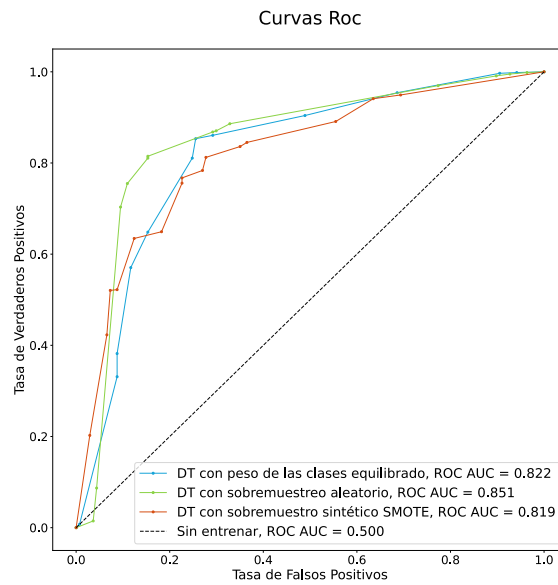 Curvas Roc
Tasa de Verdaderos Positivos
1.0
0.8
0.6
0.4
0.2
0.0
DT con peso de las clases equilibrado, ROC AUC = 0.822
DT con sobremuestreo aleatorio, ROC AUC = 0.851
DT con sobremuestro sintético SMOTE, ROC AUC = 0.819
Sin entrenar, ROC AUC = 0.500
0.0 0.2 0.4 0.6 0.8 1.0
Tasa de Falsos Positivos